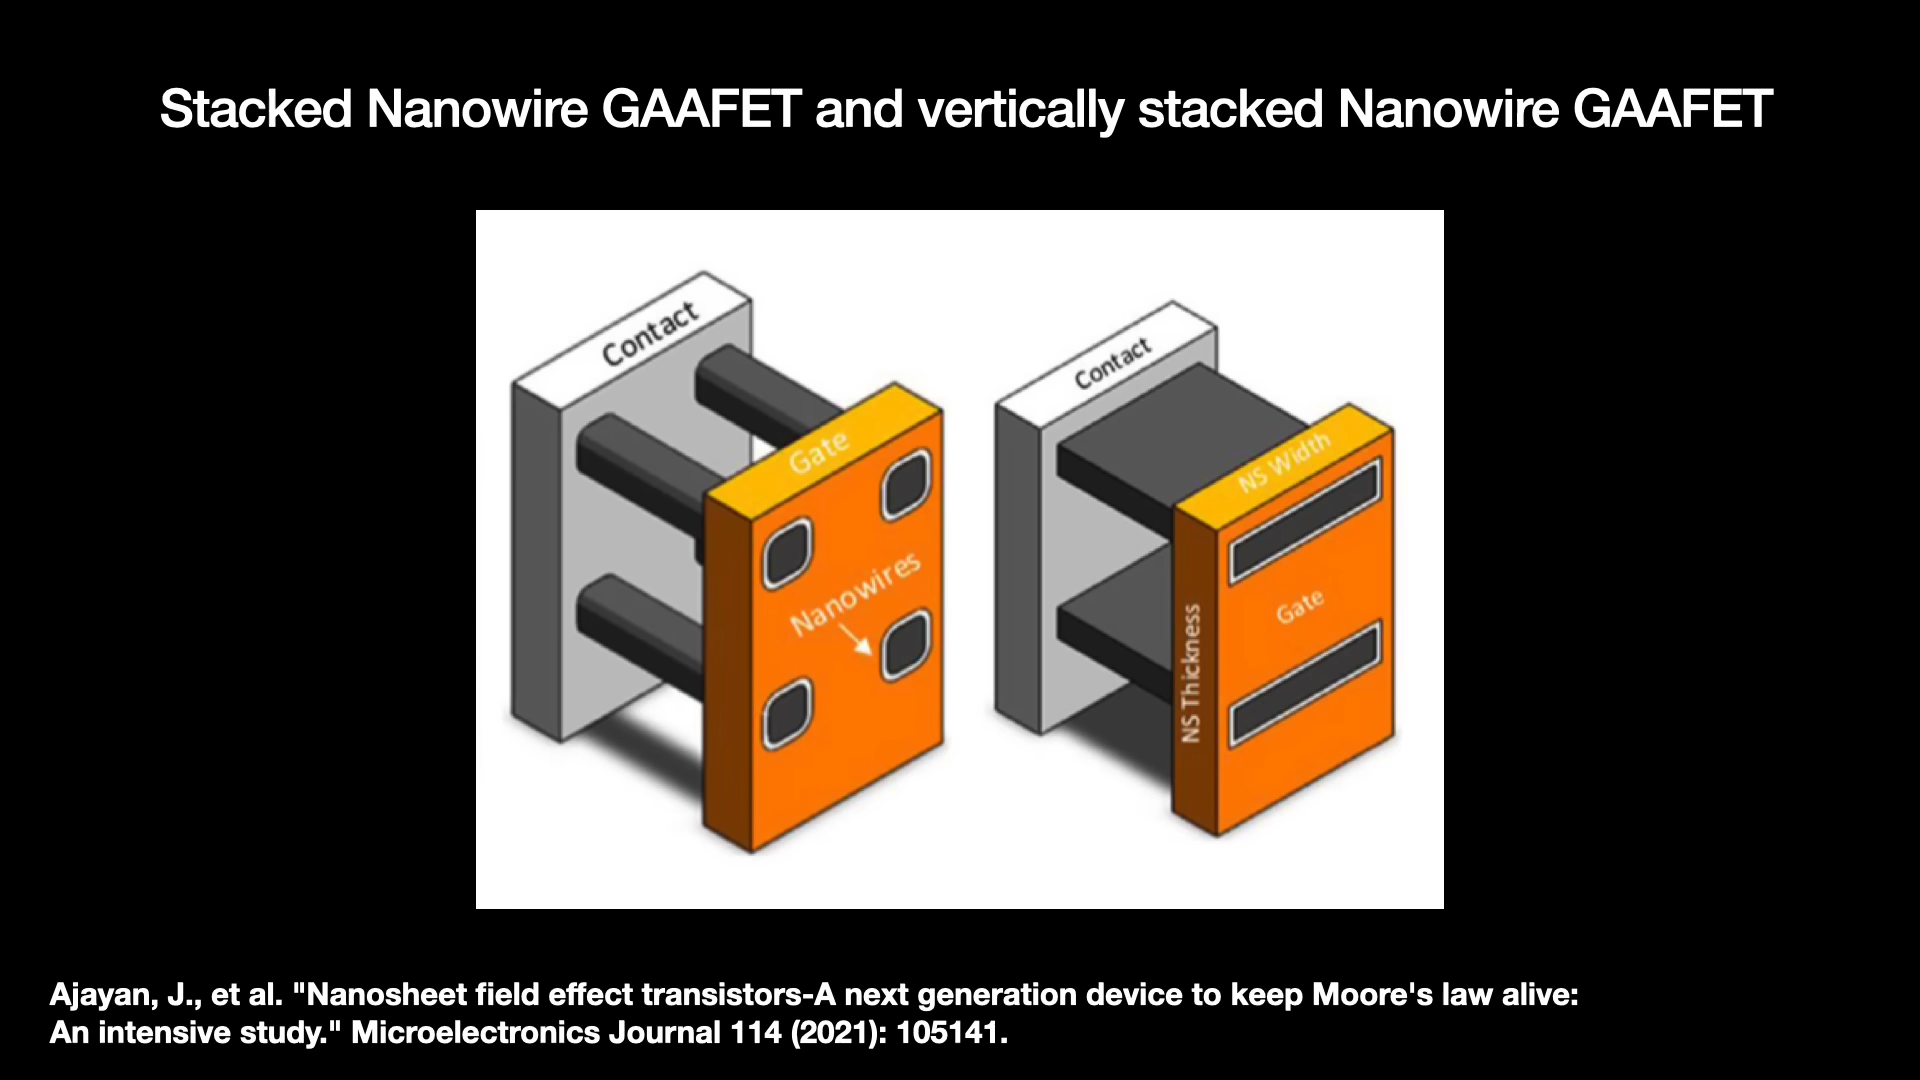 Stacked Nanowire GAAFET and vertically stacked Nanowire GAAFET
Contact
Gate
Nanowires
Contact
NS Width
Gate
NS Thickness
Ajayan, J., et al. "Nanosheet field effect transistors-A next generation device to keep Moore's law alive:
An intensive study." Microelectronics Journal 114 (2021): 105141.